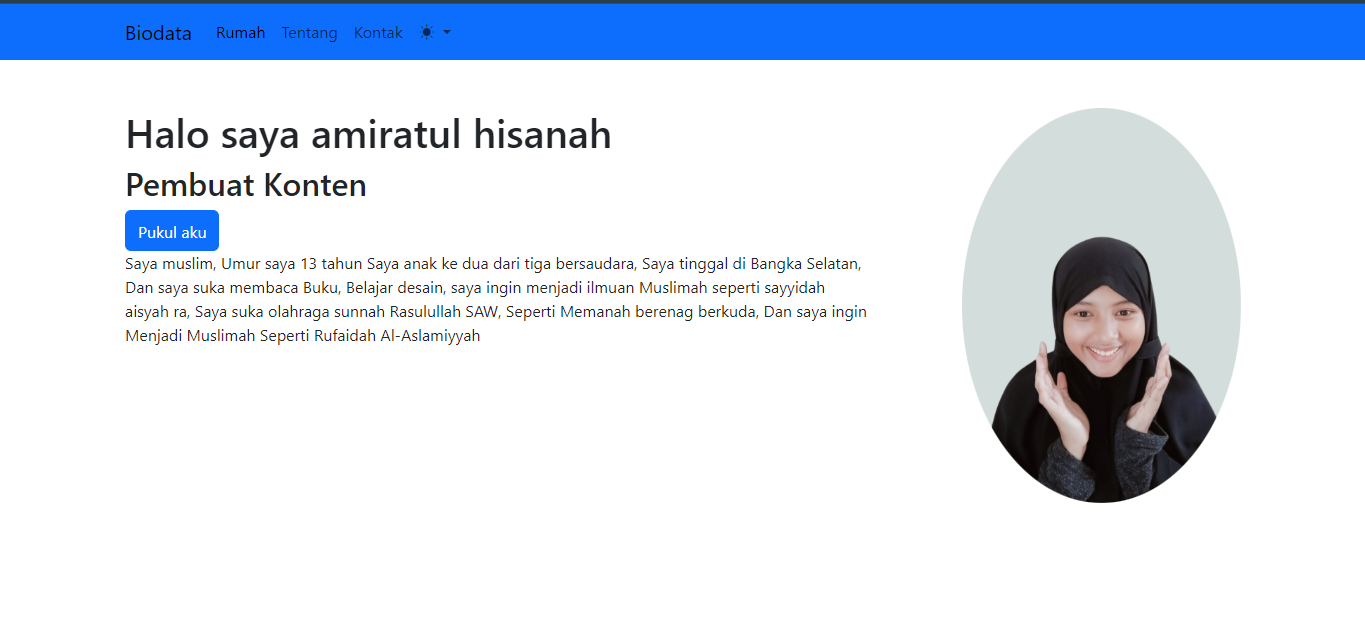 Biodata Rumah Tentang Kontak
Halo saya amiratul hisanah
Pembuat Konten
Pukul aku
Saya muslim, Umur saya 13 tahun Saya anak ke dua dari tiga bersaudara, Saya tinggal di Bangka Selatan,
Dan saya suka membaca Buku, Belajar desain, saya ingin menjadi ilmuan Muslimah seperti sayyidah
aisyah ra, Saya suka olahraga sunnah Rasulullah SAW, Seperti Memanah berenag berkuda, Dan saya ingin
Menjadi Muslimah Seperti Rufaidah Al-Aslamiyyah